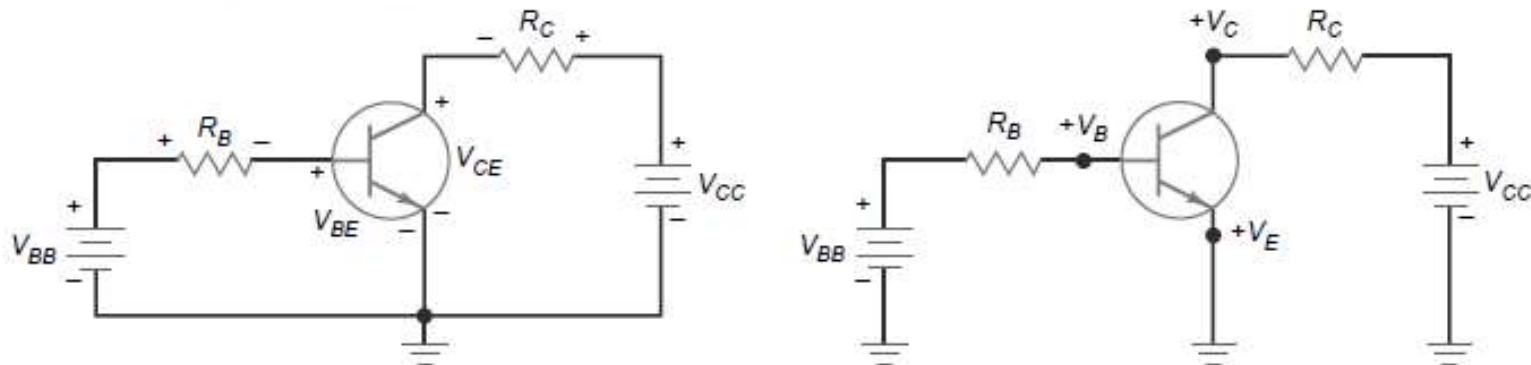 – R_C +
+V_C R_C
+ R_B –
+
V_CE
+
V_CC
–
R_B +V_B
+
V_CC
–
+
V_BB
–
+
V_BE
– –
+
V_BB
–
+V_E